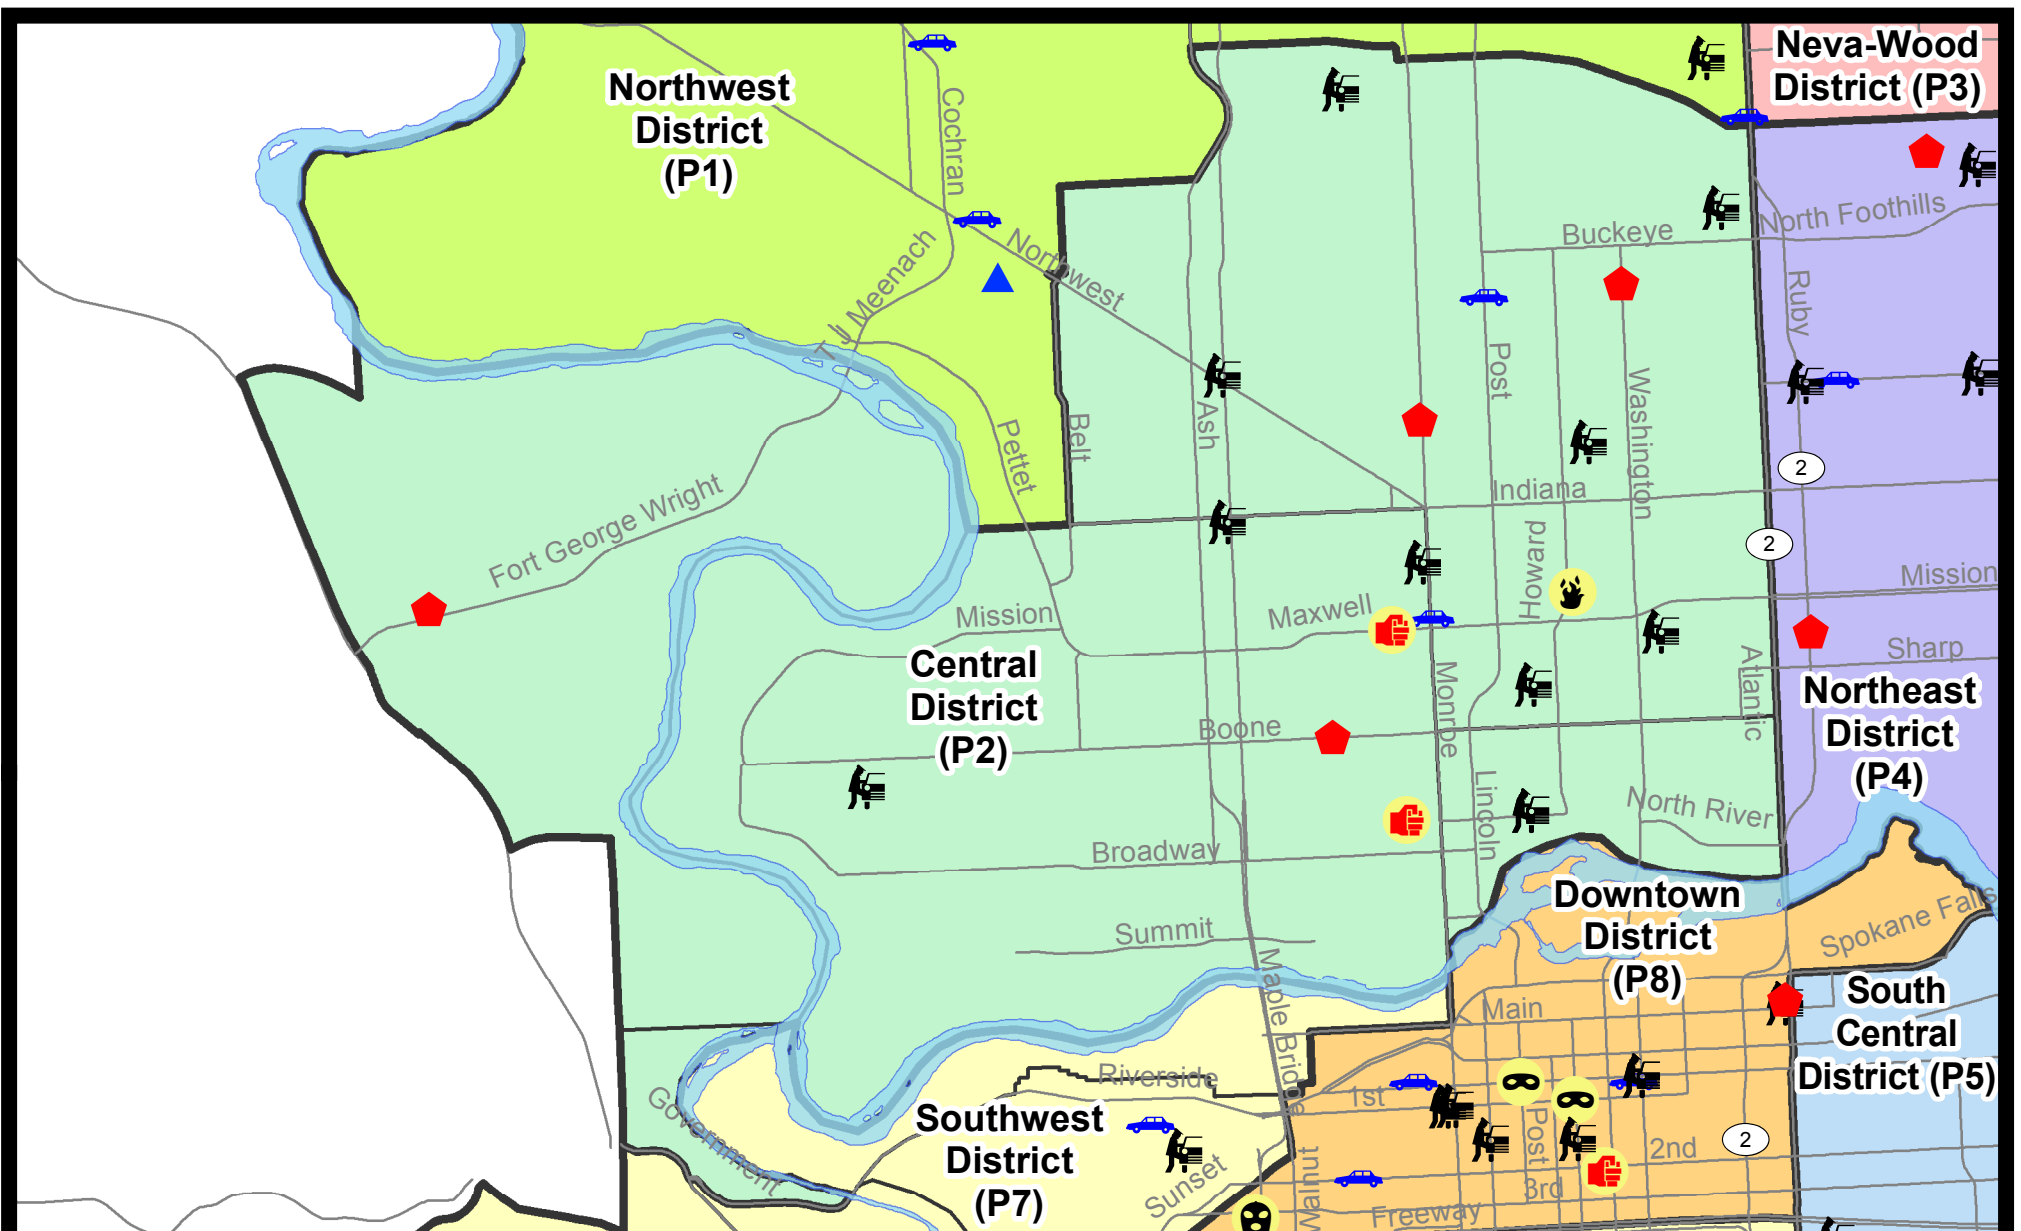 Northwest
District
(P1)
Neva-Wood
District (P3)
Cochran
North Foothills
Buckeye
Northwest
T J Meenach
Ruby
Post
Washington
Ash
Belt
Pettet
2
Indiana
Fort George Wright
Howard
2
Mission
Mission
Maxwell
Sharp
Central
District
(P2)
Monroe
Atlantic
Northeast
District
(P4)
Boone
Lincoln
North River
Broadway
Downtown
District
(P8)
Spokane Falls
Summit
Maple Bridge
Main
South
Central
District (P5)
Riverside
1st
Government
Southwest
District
(P7)
Post
2nd
2
Sunset
Walnut
3rd
Freeway